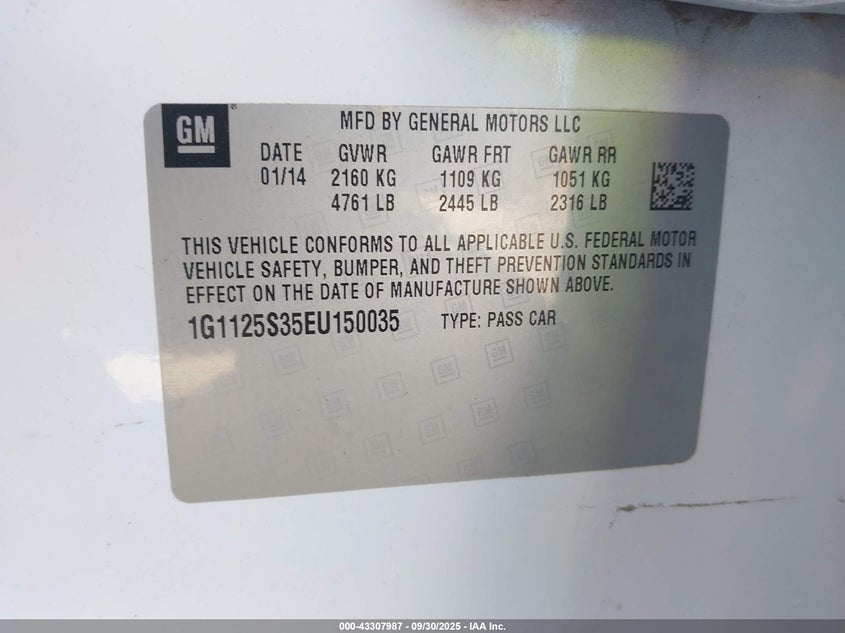 GM
MFD BY GENERAL MOTORS LLC
DATE GVWR GAWR FRT GAWR RR
01/14 2160 KG 1109 KG 1051 KG
4761 LB 2445 LB 2316 LB
THIS VEHICLE CONFORMS TO ALL APPLICABLE U.S. FEDERAL MOTOR
VEHICLE SAFETY, BUMPER, AND THEFT PREVENTION STANDARDS IN
EFFECT ON THE DATE OF MANUFACTURE SHOWN ABOVE.
1G1125S35EU150035 TYPE: PASS CAR
000-43307987 - 09/30/2025 - IAA Inc.